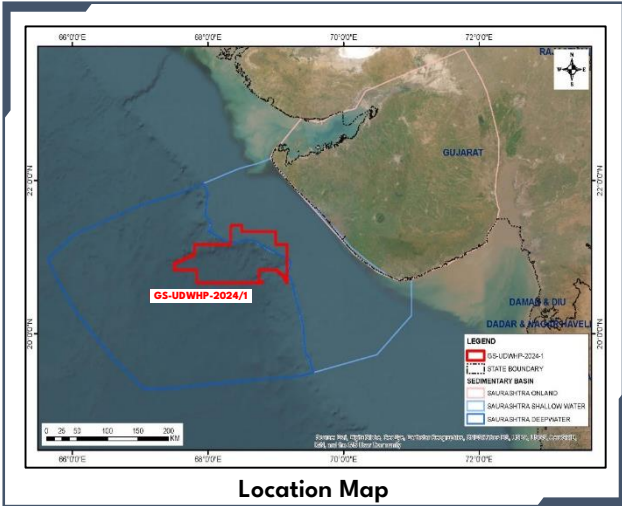 66°0'0"E 68°0'0"E 70°0'0"E 72°0'0"E
N
W E
S
GUJARAT
22°0'0"N 22°0'0"N
GS-UDWHP-2024/1
DAMAN & DIU
DADAR & NAGAR HAVELI
20°0'0"N 20°0'0"N
LEGEND
GS-UDWHP-2024-1
STATE BOUNDARY
SEDIMENTARY BASIN
SAURASHTRA ONLAND
SAURASHTRA SHALLOW WATER
SAURASHTRA DEEPWATER
0 25 50 100 150 200
KM
66°0'0"E 68°0'0"E 70°0'0"E 72°0'0"E
Location Map